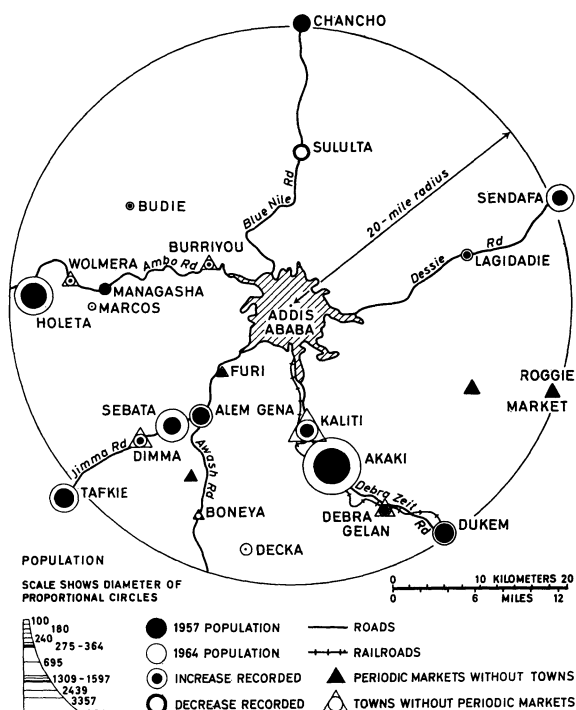 CHANCHO
SULULTA
Blue Nile Rd
20-mile radius
SENDAFA
BUDIE
BURRIYOU
Dessie Rd
LAGIDADIE
WOLMERA
Ambo Rd
MANAGASHA
MARCOS
HOLETA
ADDIS
ABABA
FURI
ROGGIE
MARKET
SEBATA
ALEM GENA
KALITI
DIMMA
Jimma Rd
AKAKI
Awash Rd
TAFKIE
BONEYA
Debra Zeit Rd
DEBRA
GELAN
DUKEM
DECKA
POPULATION
SCALE SHOWS DIAMETER OF
PROPORTIONAL CIRCLES
0 10 KILOMETERS 20
0 6 MILES 12
100
180
240
275-364
695
1309-1597
2439
3357
1957 POPULATION
1964 POPULATION
INCREASE RECORDED
DECREASE RECORDED
ROADS
RAILROADS
PERIODIC MARKETS WITHOUT TOWNS
TOWNS WITHOUT PERIODIC MARKETS